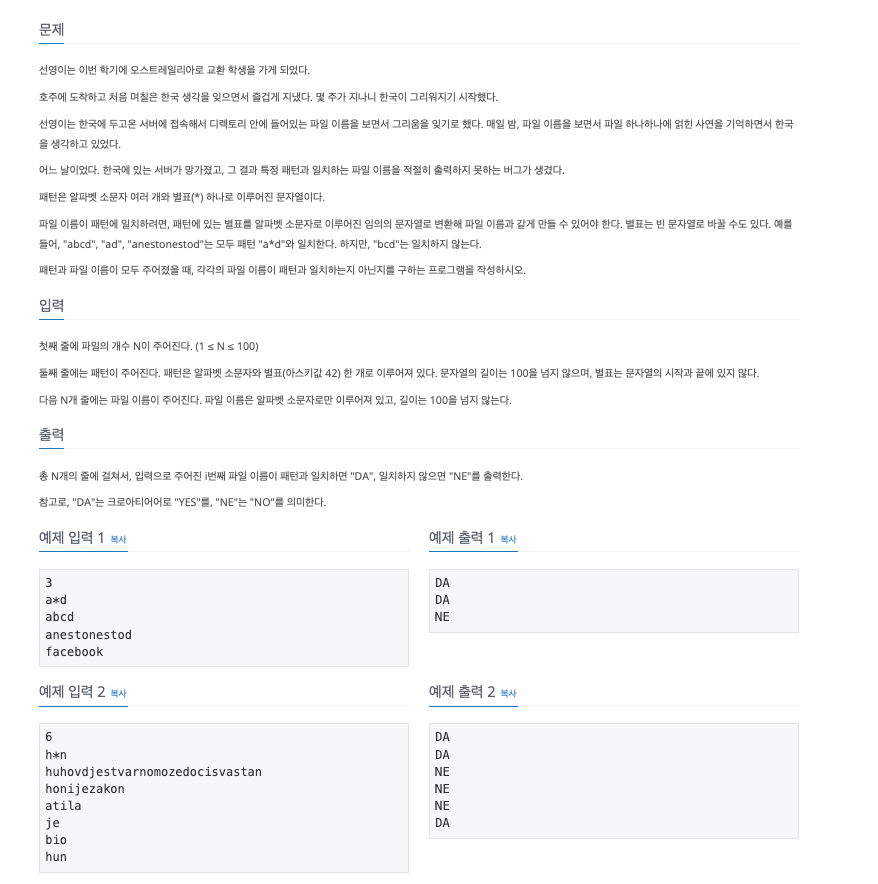 문제
선영이는 이번 학기에 오스트레일리아로 교환 학생을 가게 되었다.
호주에 도착하고 처음 며칠은 한국 생각을 잊으면서 즐겁게 지냈다. 몇 주가 지나니 한국이 그리워지기 시작했다.
선영이는 한국에 두고온 서버에 접속해서 디렉토리 안에 들어있는 파일 이름을 보면서 그리움을 잊기로 했다. 매일 밤, 파일 이름을 보면서 파일 하나하나에 얽힌 사연을 기억하면서 한국
을 생각하고 있었다.
어느 날이었다. 한국에 있는 서버가 망가졌고, 그 결과 특정 패턴과 일치하는 파일 이름을 적절히 출력하지 못하는 버그가 생겼다.
패턴은 알파벳 소문자 여러 개와 별표(*) 하나로 이루어진 문자열이다.
파일 이름이 패턴에 일치하려면, 패턴에 있는 별표를 알파벳 소문자로 이루어진 임의의 문자열로 변환해 파일 이름과 같게 만들 수 있어야 한다. 별표는 빈 문자열로 바꿀 수도 있다. 예를
들어, "abcd", "ad", "anestonestod"는 모두 패턴 "a*d"와 일치한다. 하지만, "bcd"는 일치하지 않는다.
패턴과 파일 이름이 모두 주어졌을 때, 각각의 파일 이름이 패턴과 일치하는지 아닌지를 구하는 프로그램을 작성하시오.
입력
첫째 줄에 파일의 개수 N이 주어진다. (1 ≤ N ≤ 100)
둘째 줄에는 패턴이 주어진다. 패턴은 알파벳 소문자와 별표(아스키값 42) 한 개로 이루어져 있다. 문자열의 길이는 100을 넘지 않으며, 별표는 문자열의 시작과 끝에 있지 않다.
다음 N개 줄에는 파일 이름이 주어진다. 파일 이름은 알파벳 소문자로만 이루어져 있고, 길이는 100을 넘지 않는다.
출력
총 N개의 줄에 걸쳐서, 입력으로 주어진 i번째 파일 이름이 패턴과 일치하면 "DA", 일치하지 않으면 "NE"를 출력한다.
참고로, "DA"는 크로아티어어로 "YES"를, "NE"는 "NO"를 의미한다.
예제 입력 1 복사
3
a*d
abcd
anestonestod
facebook
예제 출력 1 복사
DA
DA
NE
예제 입력 2 복사
6
h*n
huhovdjestvarnomozedocisvastan
honijezakon
atila
je
bio
hun
예제 출력 2 복사
DA
DA
NE
NE
NE
DA